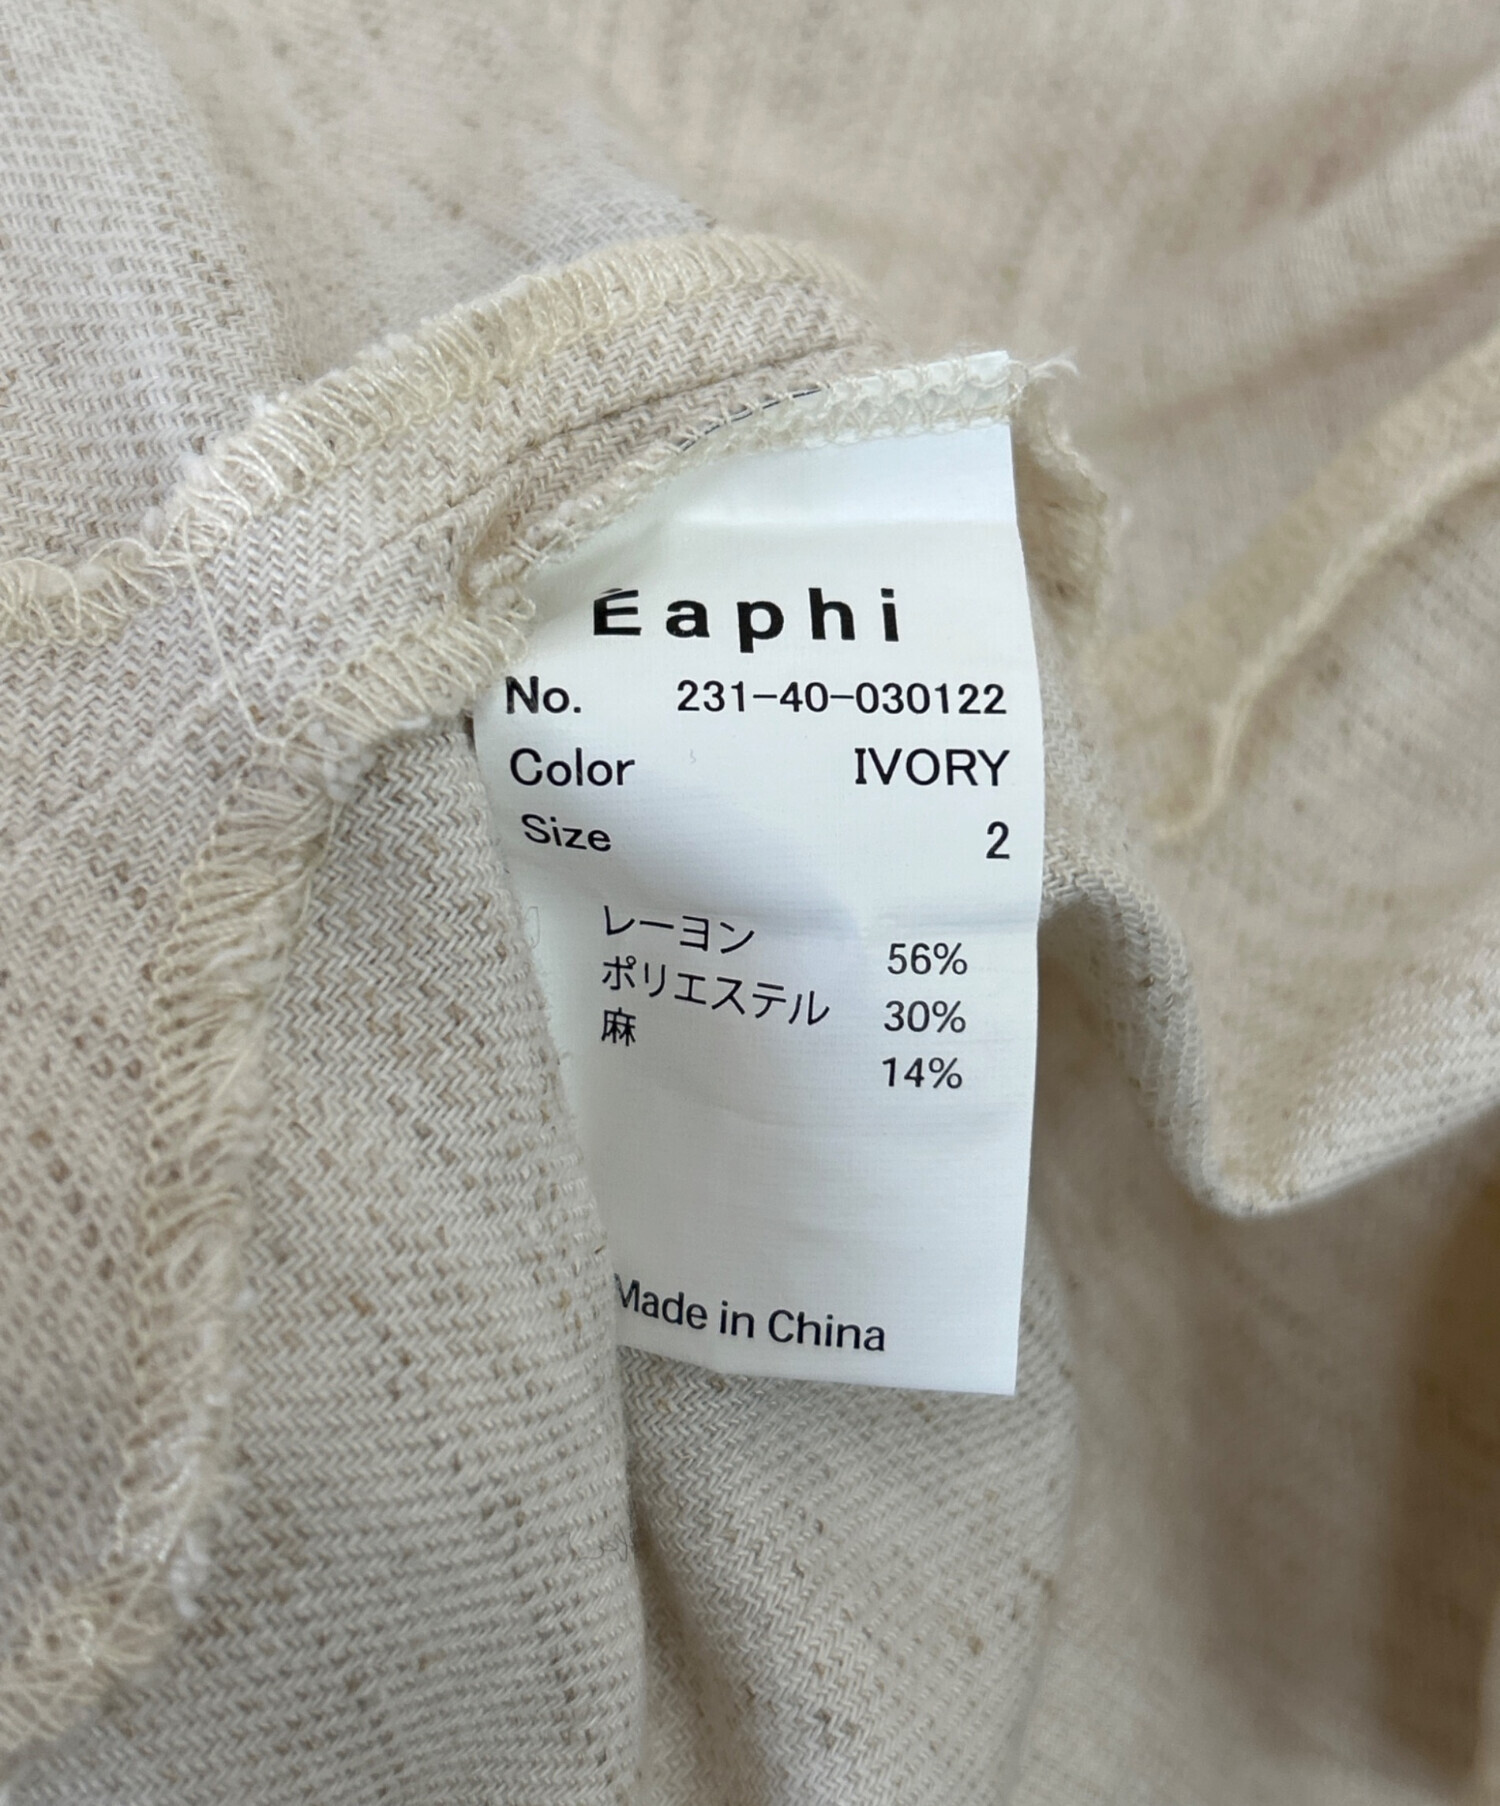 Éaphi
No. 231-40-030122
Color IVORY
Size 2
レーヨン 56%
ポリエステル 30%
麻 14%
Made in China